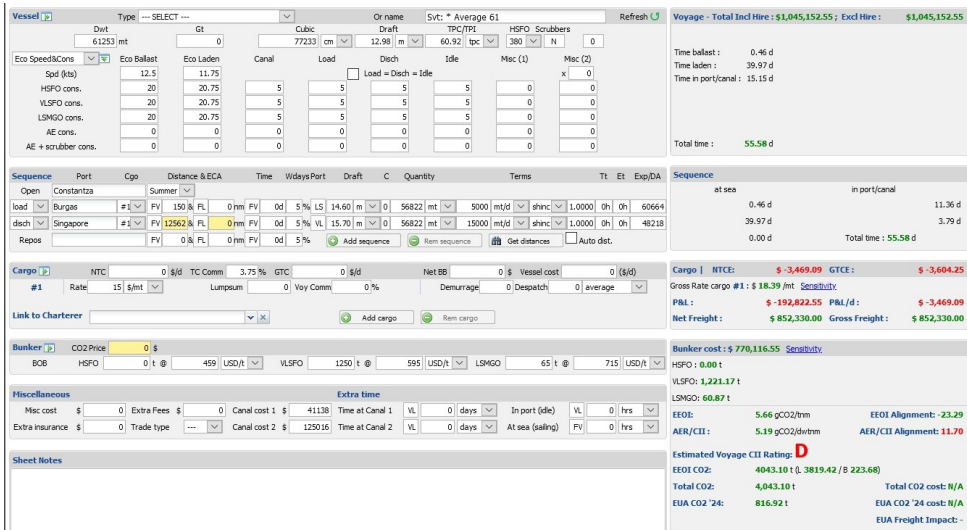 Vessel Type --- SELECT --- Or name Svt: * Average 61 Refresh
Dwt Gt Cubic Draft TPC/TPI HSFO Scrubbers
61253 mt 77233 cm 12.98 m 60.92 tpc 380 N 0
Eco Speed&Cons Eco Ballast Eco Laden Canal Load Disch Idle Misc (1) Misc (2)
Spd (kts) 12.5 11.75 Load = Disch = Idle x 0
HSFO cons. 20 20.75 5 5 5 5 0 0
VLSFO cons. 20 20.75 5 5 5 5 0 0
LSMGO cons. 20 20.75 5 5 5 5 0 0
AE cons. 0 0 0 0 0 0 0 0
AE + scrubber cons. 0 0 0 0 0 0 0 0
Sequence Port Cgo Distance & ECA Time Wdays Port Draft C Quantity Terms Tt Et Exp/DA
Open Constantza Summer
load Burgas #1 FV 150 & FL 0 nm FV 0d 5 % LS 14.60 m 0 56822 mt 5000 mt/d shinc 1.0000 0h 0h 60664
disch Singapore #1 FV 12562 & FL 0 nm FV 0d 5 % VL 15.70 m 0 56822 mt 15000 mt/d shinc 1.0000 0h 0h 48218
Repos FV 0 & FL 0 nm FV 0d 5 % Add sequence Rem sequence Get distances Auto dist.
Cargo NTC 0 $/d TC Comm 3.75 % GTC 0 $/d Net BB 0 $ Vessel cost 0 ($/d)
#1 Rate 15 $/mt Lumpsum 0 Voy Comm 0 % Demurrage 0 Despatch 0 average
Link to Charterer Add cargo Rem cargo
Bunker CO2 Price 0 $
BOB HSFO 0 t @ 459 USD/t VLSFO 1250 t @ 595 USD/t LSMGO 65 t @ 715 USD/t
Miscellaneous Extra time
Misc cost $ 0 Extra Fees $ 0 Canal cost 1 $ 41138 Time at Canal 1 VL 0 days In port (idle) VL 0 hrs
Extra insurance $ 0 Trade type --- Canal cost 2 $ 125016 Time at Canal 2 VL 0 days At sea (sailing) FV 0 hrs
Sheet Notes
Voyage - Total Incl Hire : $1,045,152.55 ; Excl Hire : $1,045,152.55
Time ballast : 0.46 d
Time laden : 39.97 d
Time in port/canal : 15.15 d
Total time : 55.58 d
Sequence
at sea in port/canal
0.46 d 11.36 d
39.97 d 3.79 d
0.00 d Total time : 55.58 d
Cargo | NTCE: $ -3,469.09 GTCE : $ -3,604.25
Gross Rate cargo #1 : $ 18.39 /mt Sensitivity
P&L : $ -192,822.55 P&L/d : $ -3,469.09
Net Freight : $ 852,330.00 Gross Freight : $ 852,330.00
Bunker cost : $ 770,116.55 Sensitivity
HSFO : 0.00 t
VLSFO: 1,221.17 t
LSMGO: 60.87 t
EEOI: 5.66 gCO2/tnm EEOI Alignment: -23.29
AER/CII : 5.19 gCO2/dwtnm AER/CII Alignment: 11.70
Estimated Voyage CII Rating: D
EEOI CO2: 4043.10 t (L 3819.42 / B 223.68)
Total CO2: 4,043.10 t Total CO2 cost: N/A
EUA CO2 '24: 816.92 t EUA CO2 '24 cost: N/A
EUA Freight Impact: -